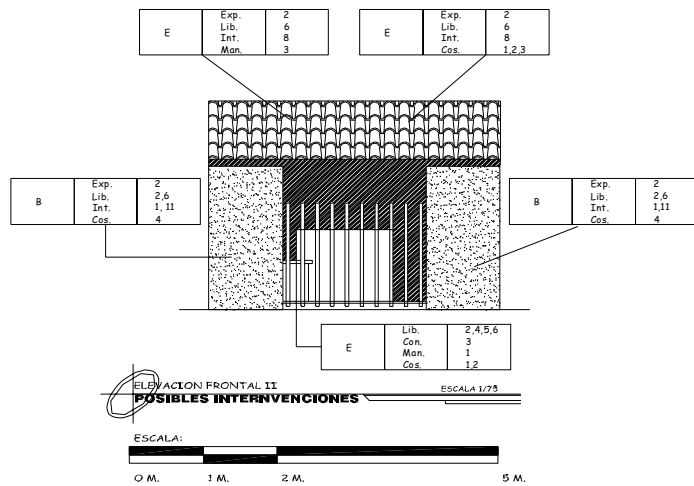 E
Exp. 2
Lib. 6
Int. 8
Man. 3
E
Exp. 2
Lib. 6
Int. 8
Cos. 1,2,3
B
Exp. 2
Lib. 2,6
Int. 1, 11
Cos. 4
B
Exp. 2
Lib. 2,6
Int. 1,11
Cos. 4
E
Lib. 2,4,5,6
Con. 3
Man. 1
Cos. 1,2
ELEVACION FRONTAL II
ESCALA 1/75
POSIBLES INTERNVENCIONES
ESCALA:
0 M. 1 M. 2 M. 5 M.